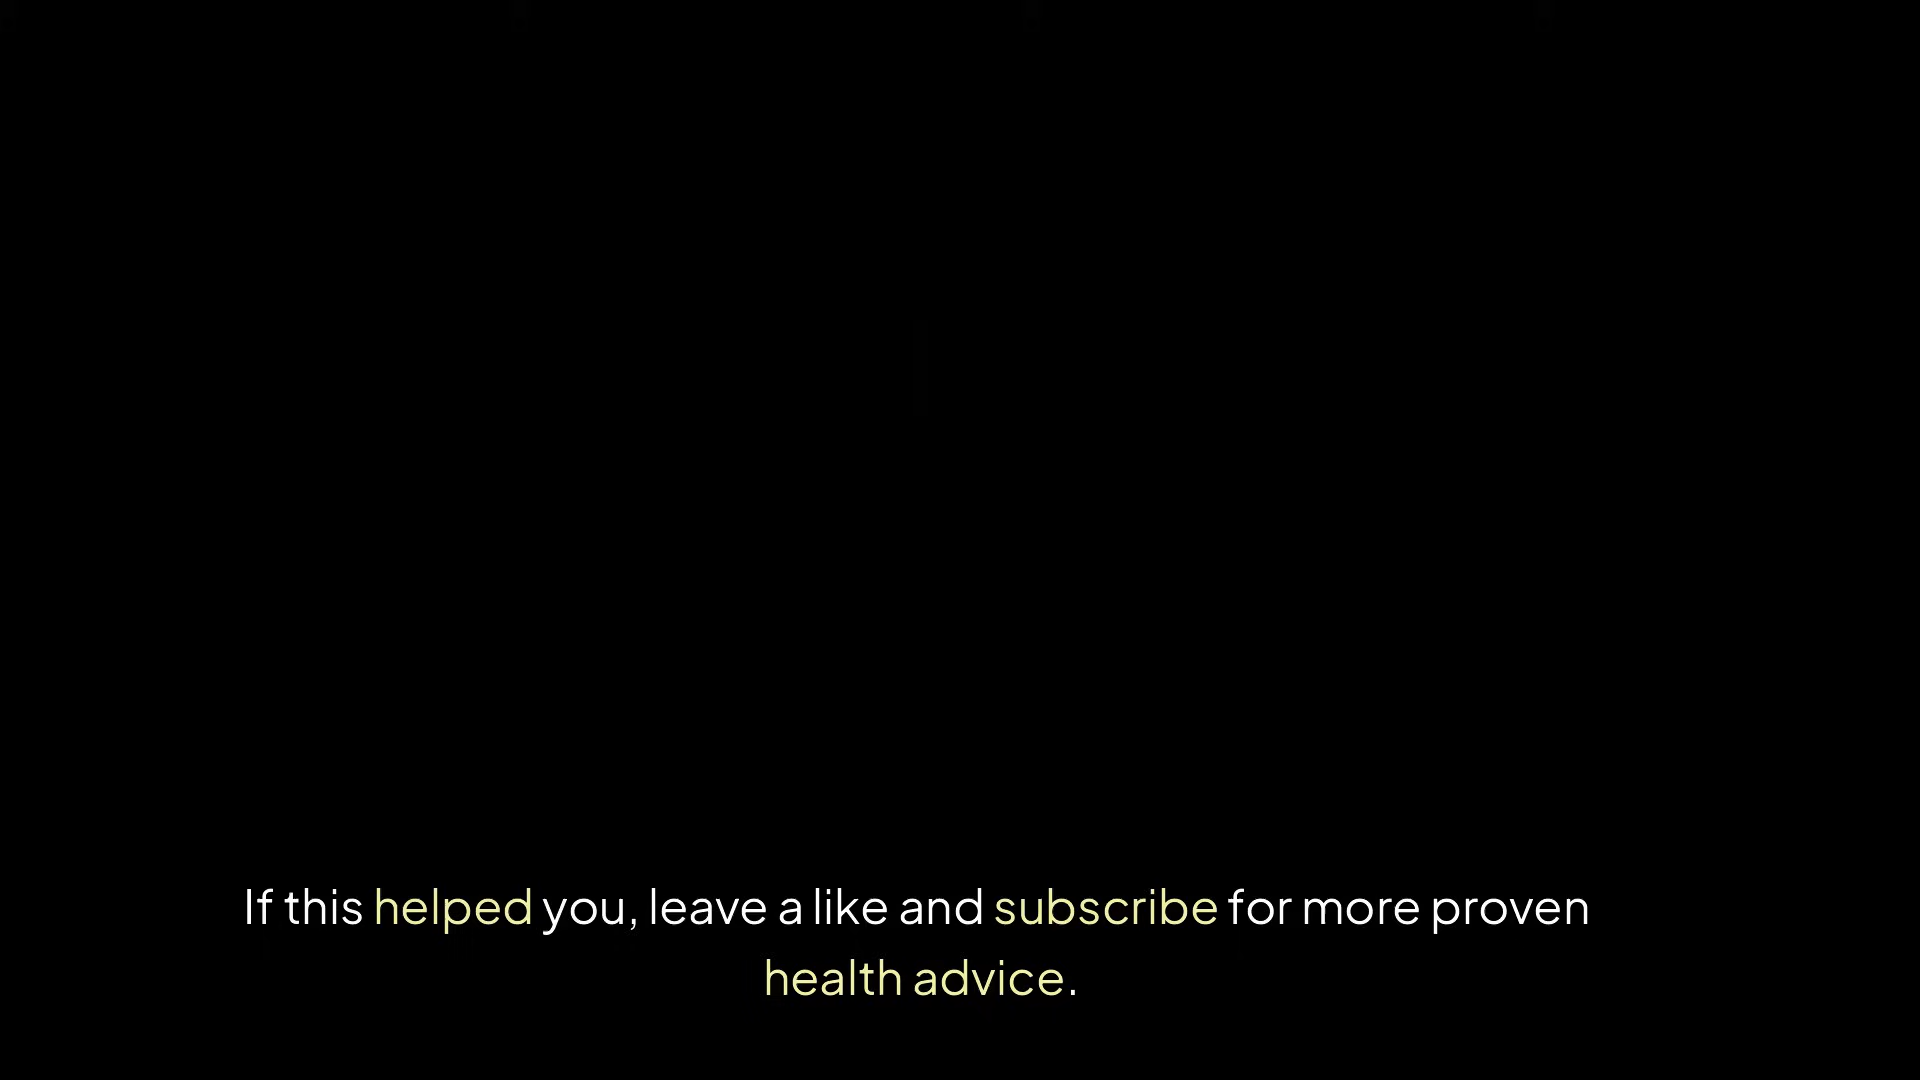 If this helped you, leave a like and subscribe for more proven
health advice.